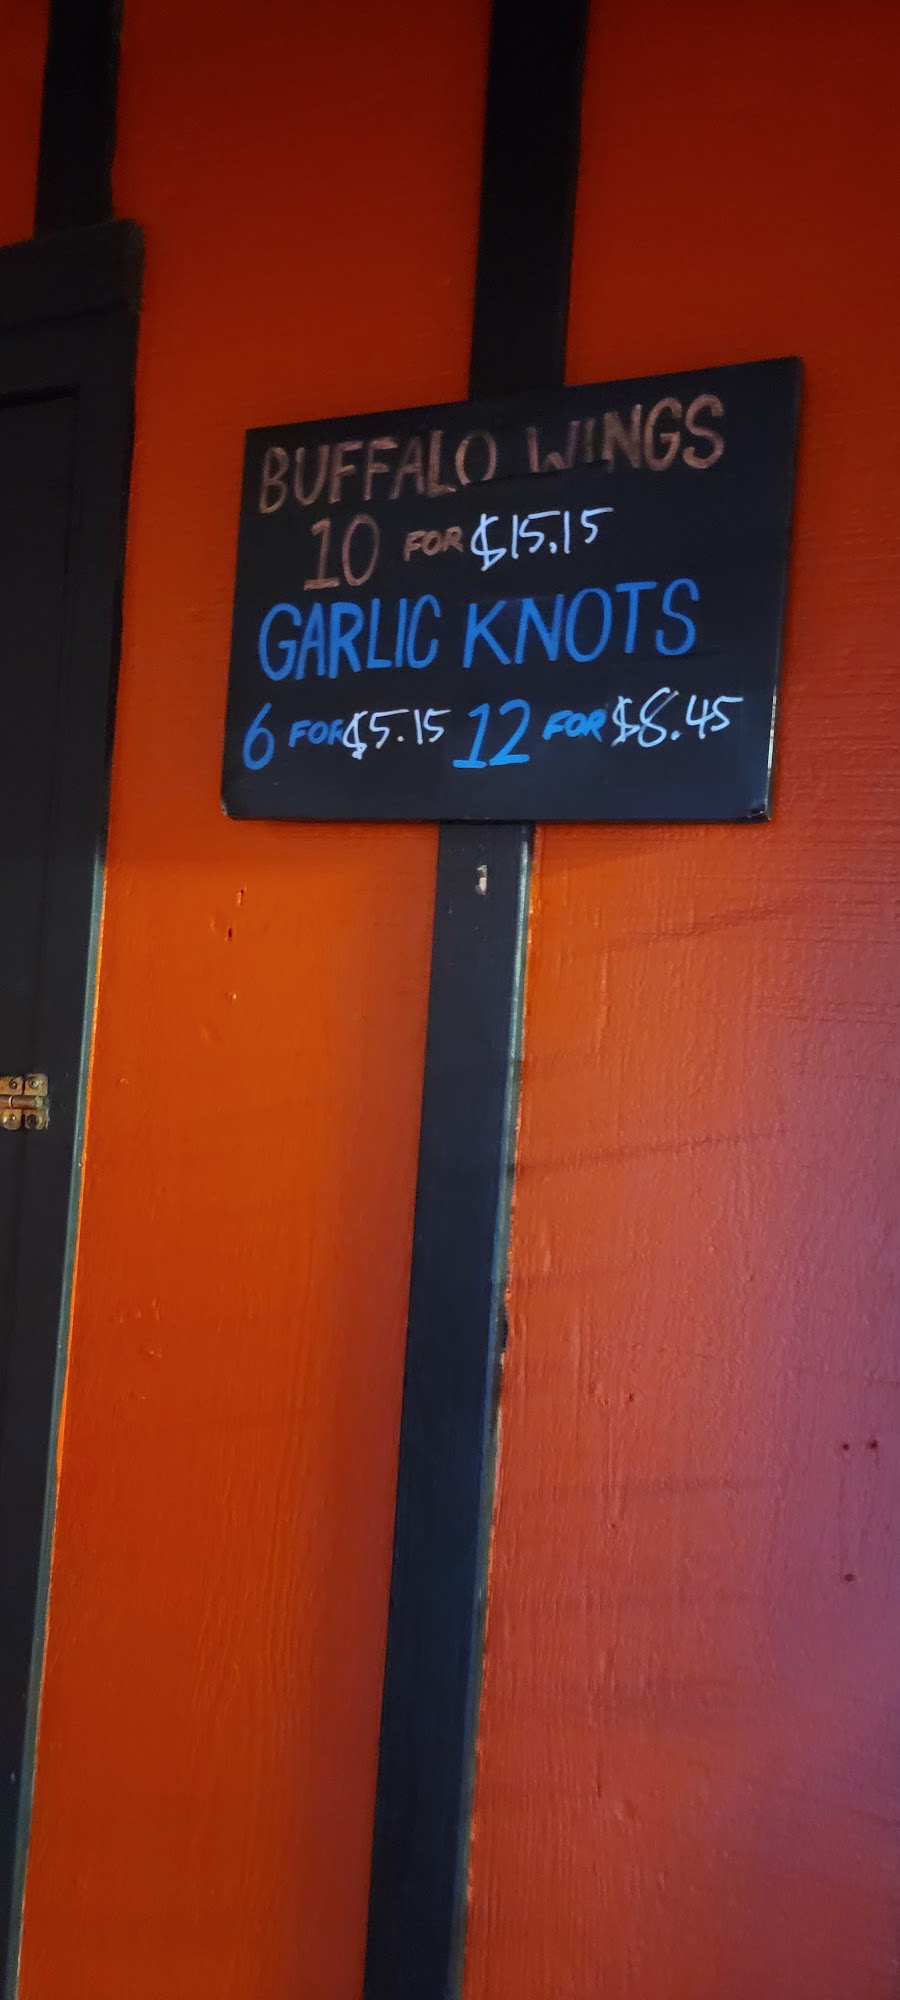 BUFFALO WINGS
10 FOR $15.15
GARLIC KNOTS
6 FOR $5.15 12 FOR $8.45